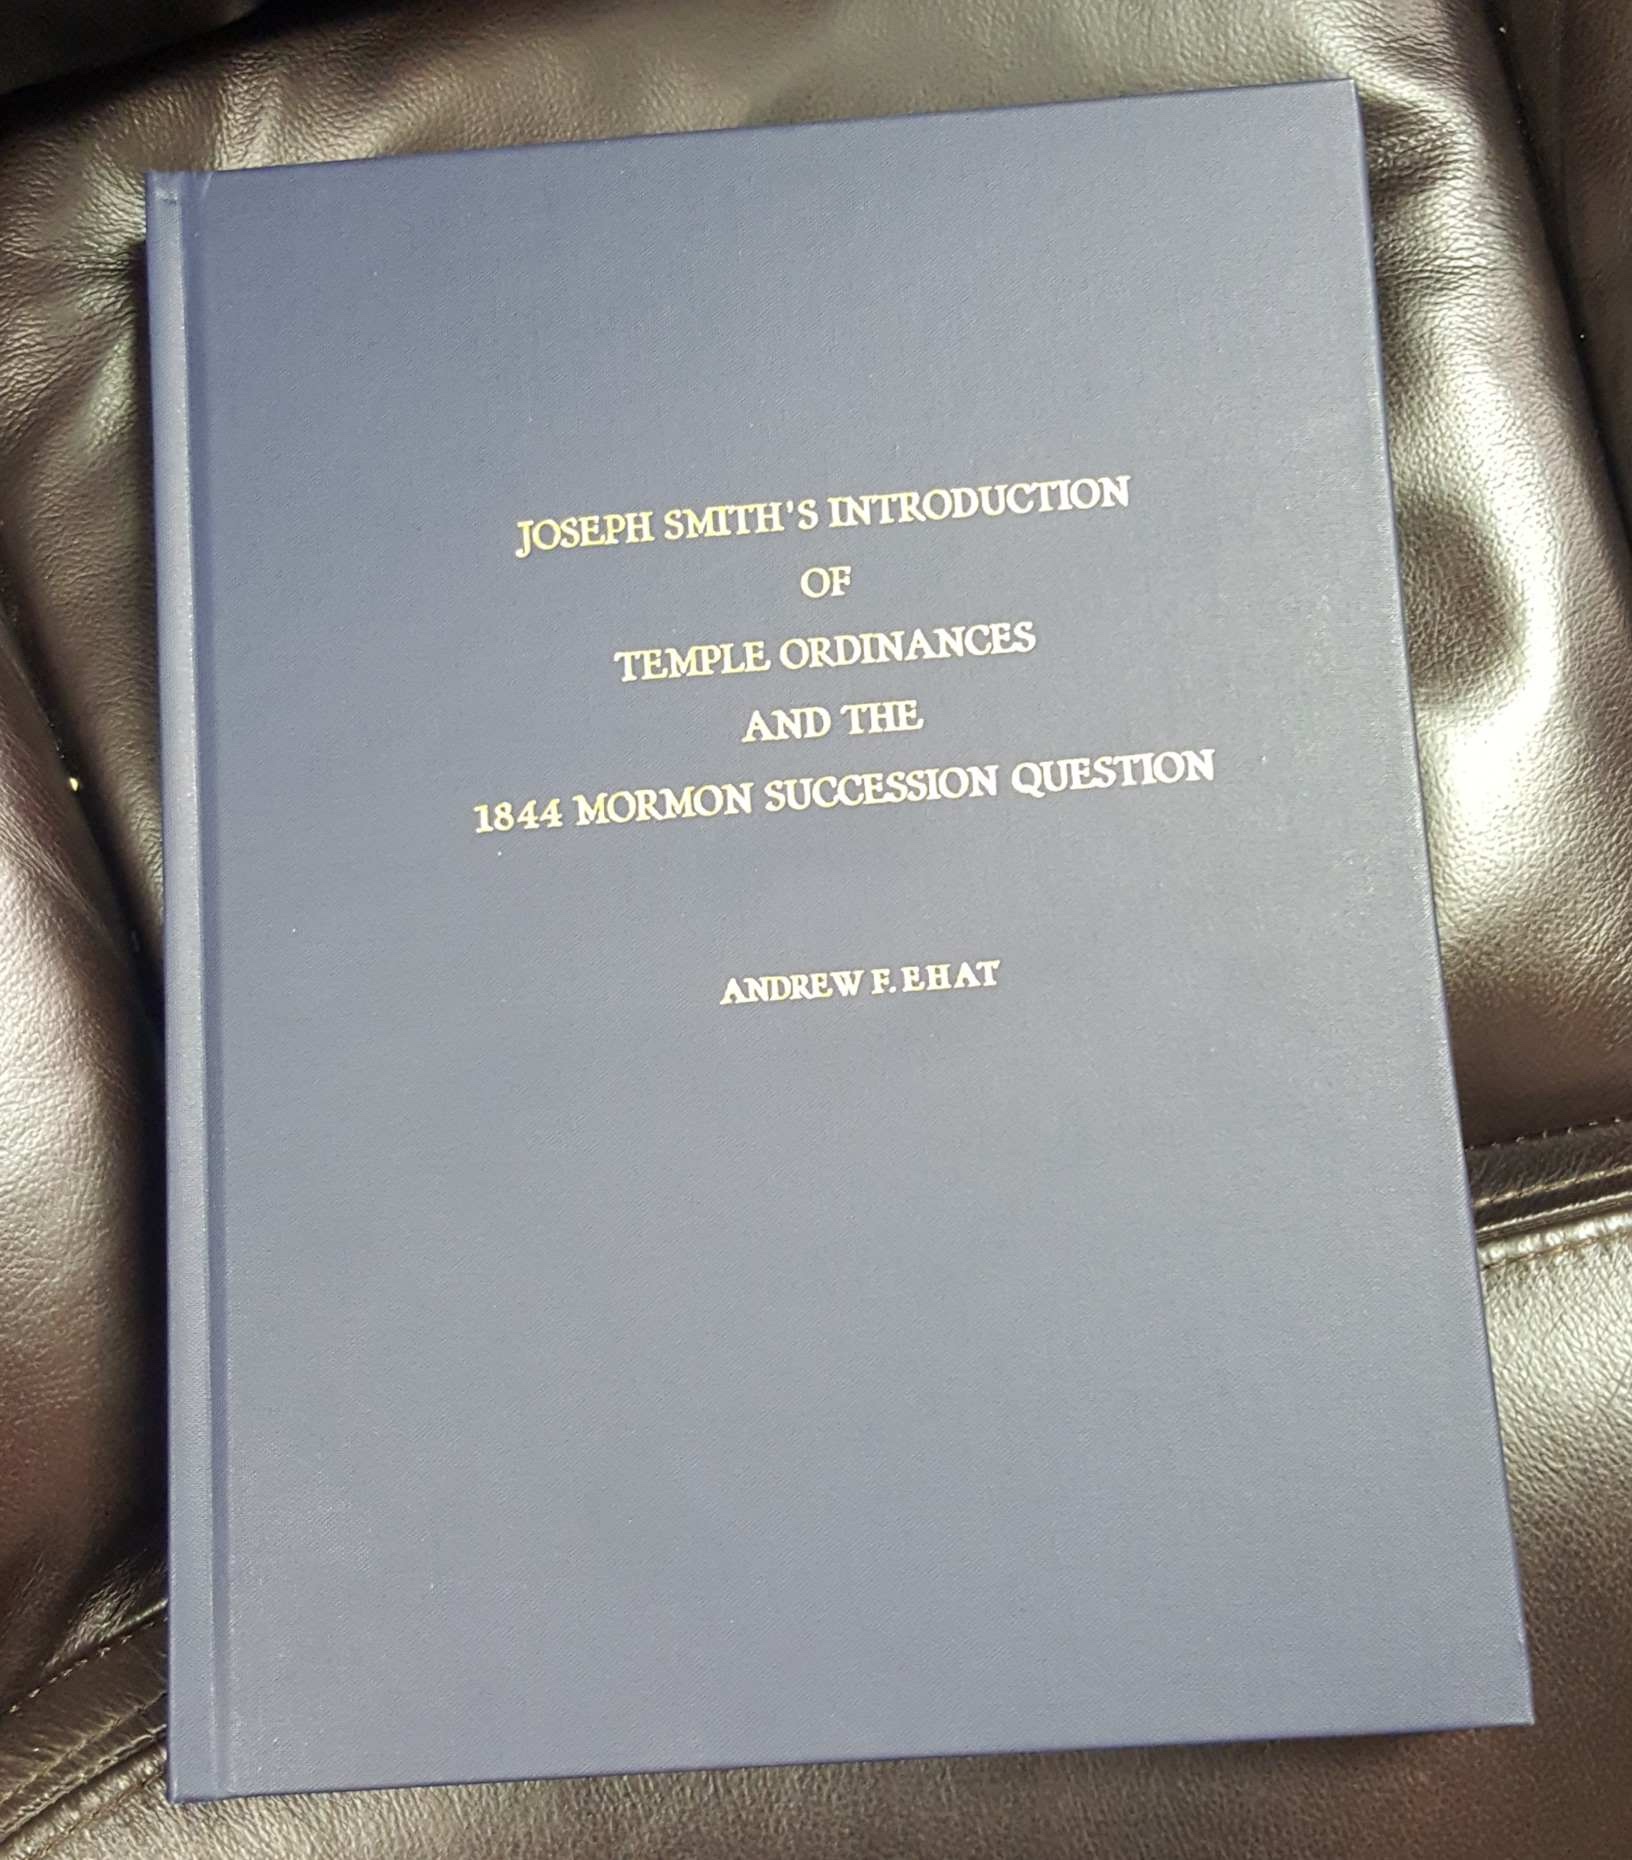 JOSEPH SMITH'S INTRODUCTION
OF
TEMPLE ORDINANCES
AND THE
1844 MORMON SUCCESSION QUESTION
ANDREW F. EHAT